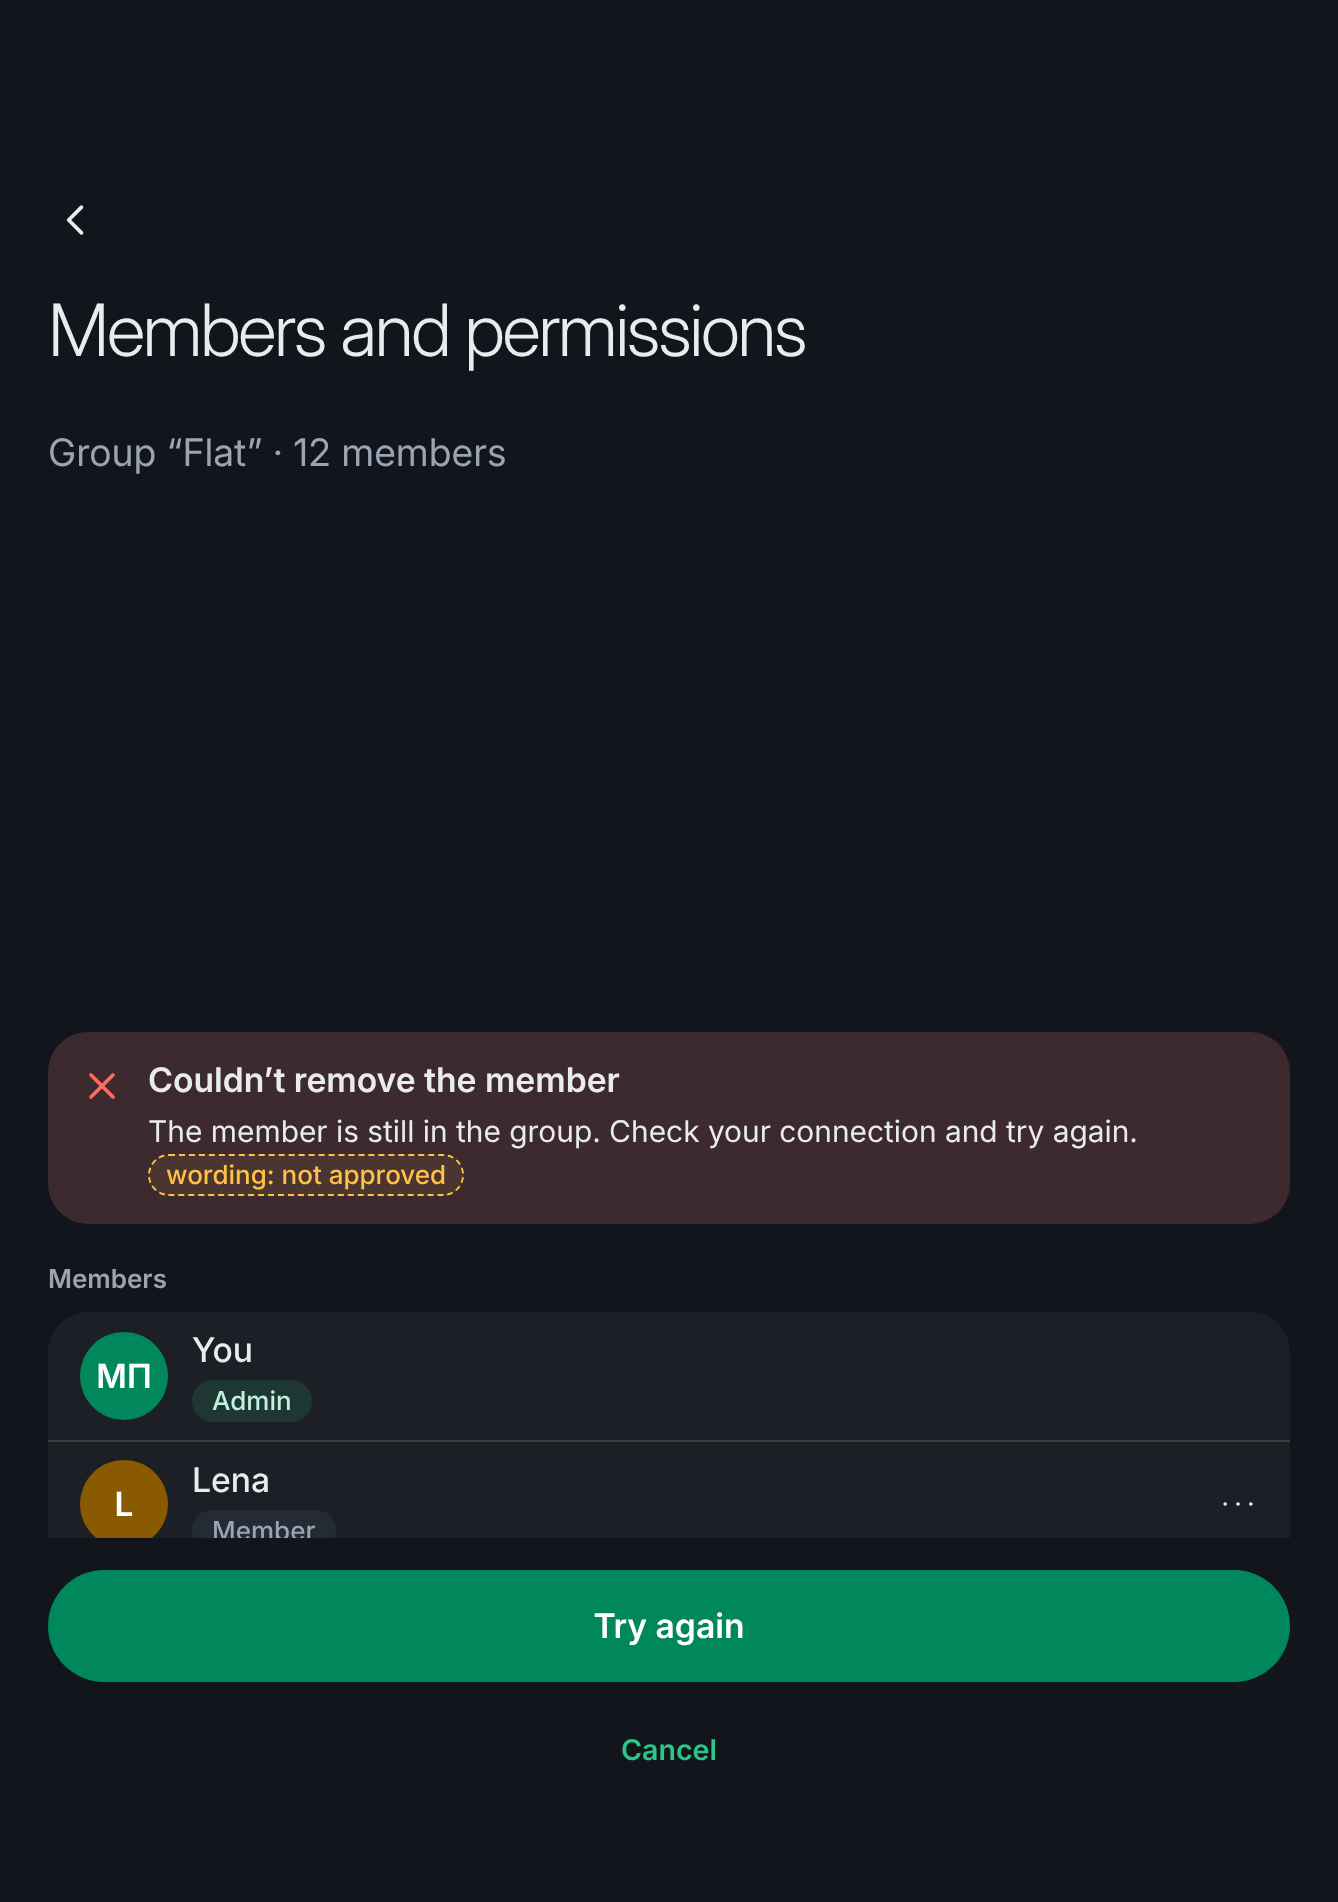 Members and permissions
Group “Flat” · 12 members
Couldn’t remove the member
The member is still in the group. Check your connection and try again.
wording: not approved
Members
МП
You
Admin
L
Lena
Member
Try again
Cancel